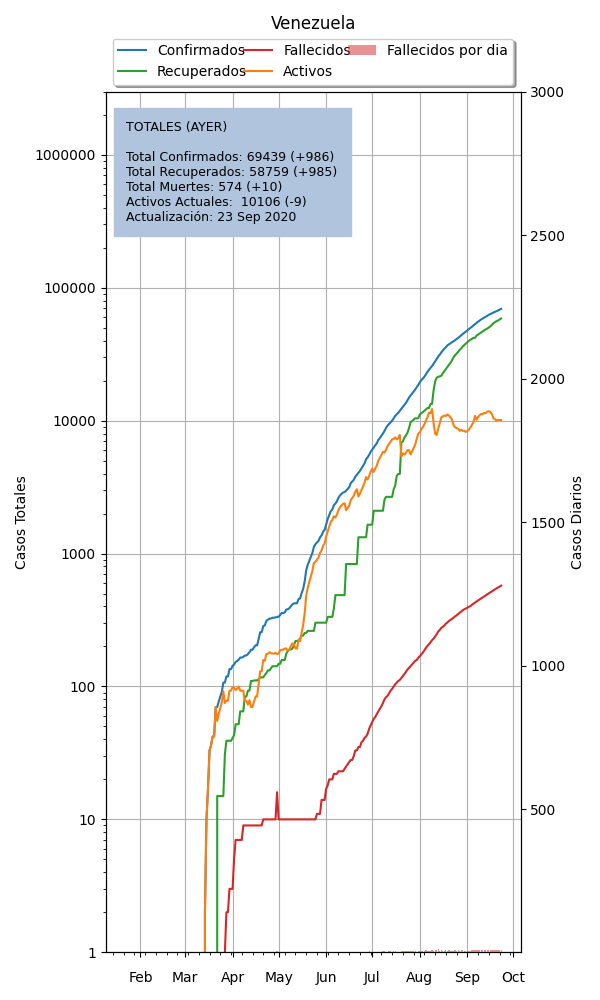 Venezuela
Confirmados Fallecidos Fallecidos por dia
Recuperados Activos
TOTALES (AYER)
Total Confirmados: 69439 (+986)
Total Recuperados: 58759 (+985)
Total Muertes: 574 (+10)
Activos Actuales:  10106 (-9)
Actualización: 23 Sep 2020
Casos Totales
1000000
100000
10000
1000
100
10
1
3000
2500
2000
1500
1000
500
Casos Diarios
Feb Mar Apr May Jun Jul Aug Sep Oct